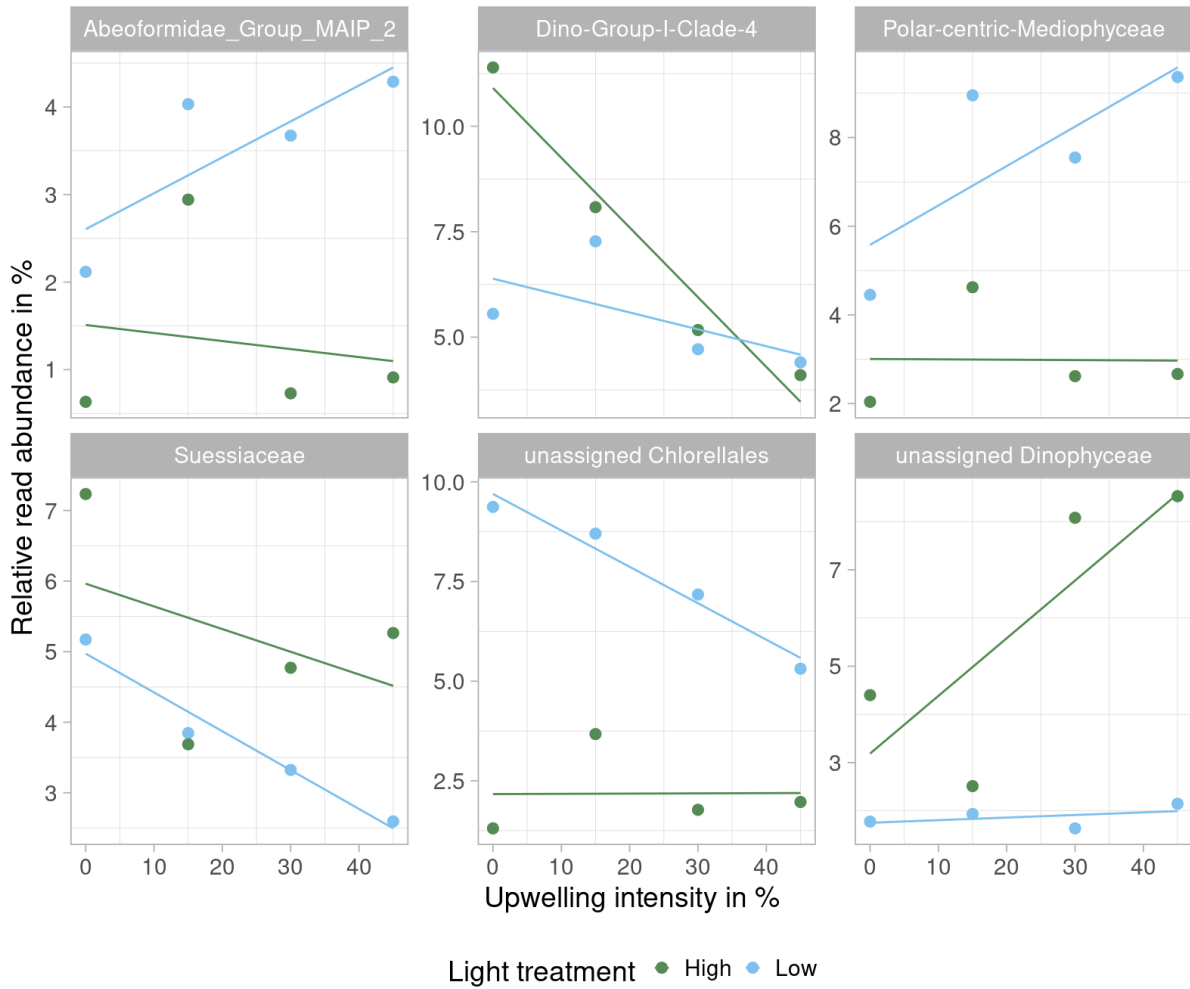 Abeoformidae_Group_MAIP_2
Dino-Group-I-Clade-4
Polar-centric-Mediophyceae
4
3
2
1
10.0
7.5
5.0
8
6
4
2
Relative read abundance in %
Suessiaceae
unassigned Chlorellales
unassigned Dinophyceae
7
6
5
4
3
10.0
7.5
5.0
2.5
7
5
3
0 10 20 30 40
0 10 20 30 40
0 10 20 30 40
Upwelling intensity in %
Light treatment High Low